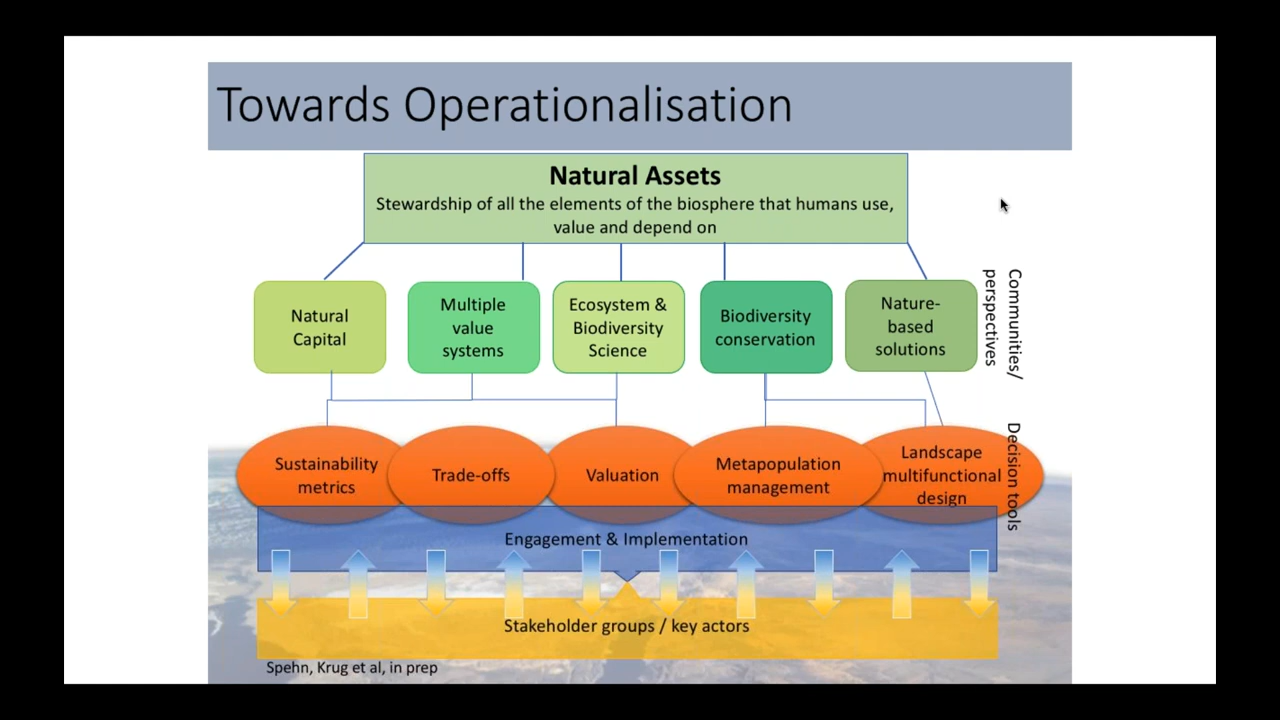 Towards Operationalisation
Natural Assets
Stewardship of all the elements of the biosphere that humans use,
value and depend on
Natural
Capital
Multiple
value
systems
Ecosystem &
Biodiversity
Science
Biodiversity
conservation
Nature-
based
solutions
Communities/
perspectives
Sustainability
metrics
Trade-offs
Valuation
Metapopulation
management
Landscape
multifunctional
design
Decision tools
Engagement & Implementation
Stakeholder groups / key actors
Spehn, Krug et al, in prep